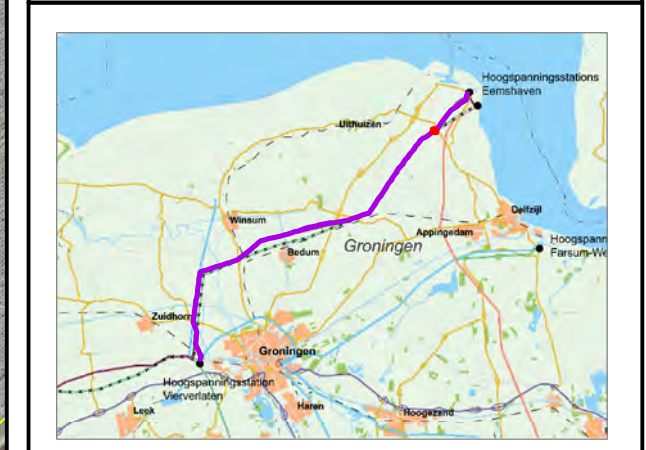 Hoogspanningsstations
Eemshaven
Uithuizen
Delfzijl
Winsum
Appingedam
Groningen
Hoogspann
Farsum-We
Bedum
Zuidhorn
Groningen
Hoogspanningsstation
Vierverlaten
Leek
Haren
Hoogezand